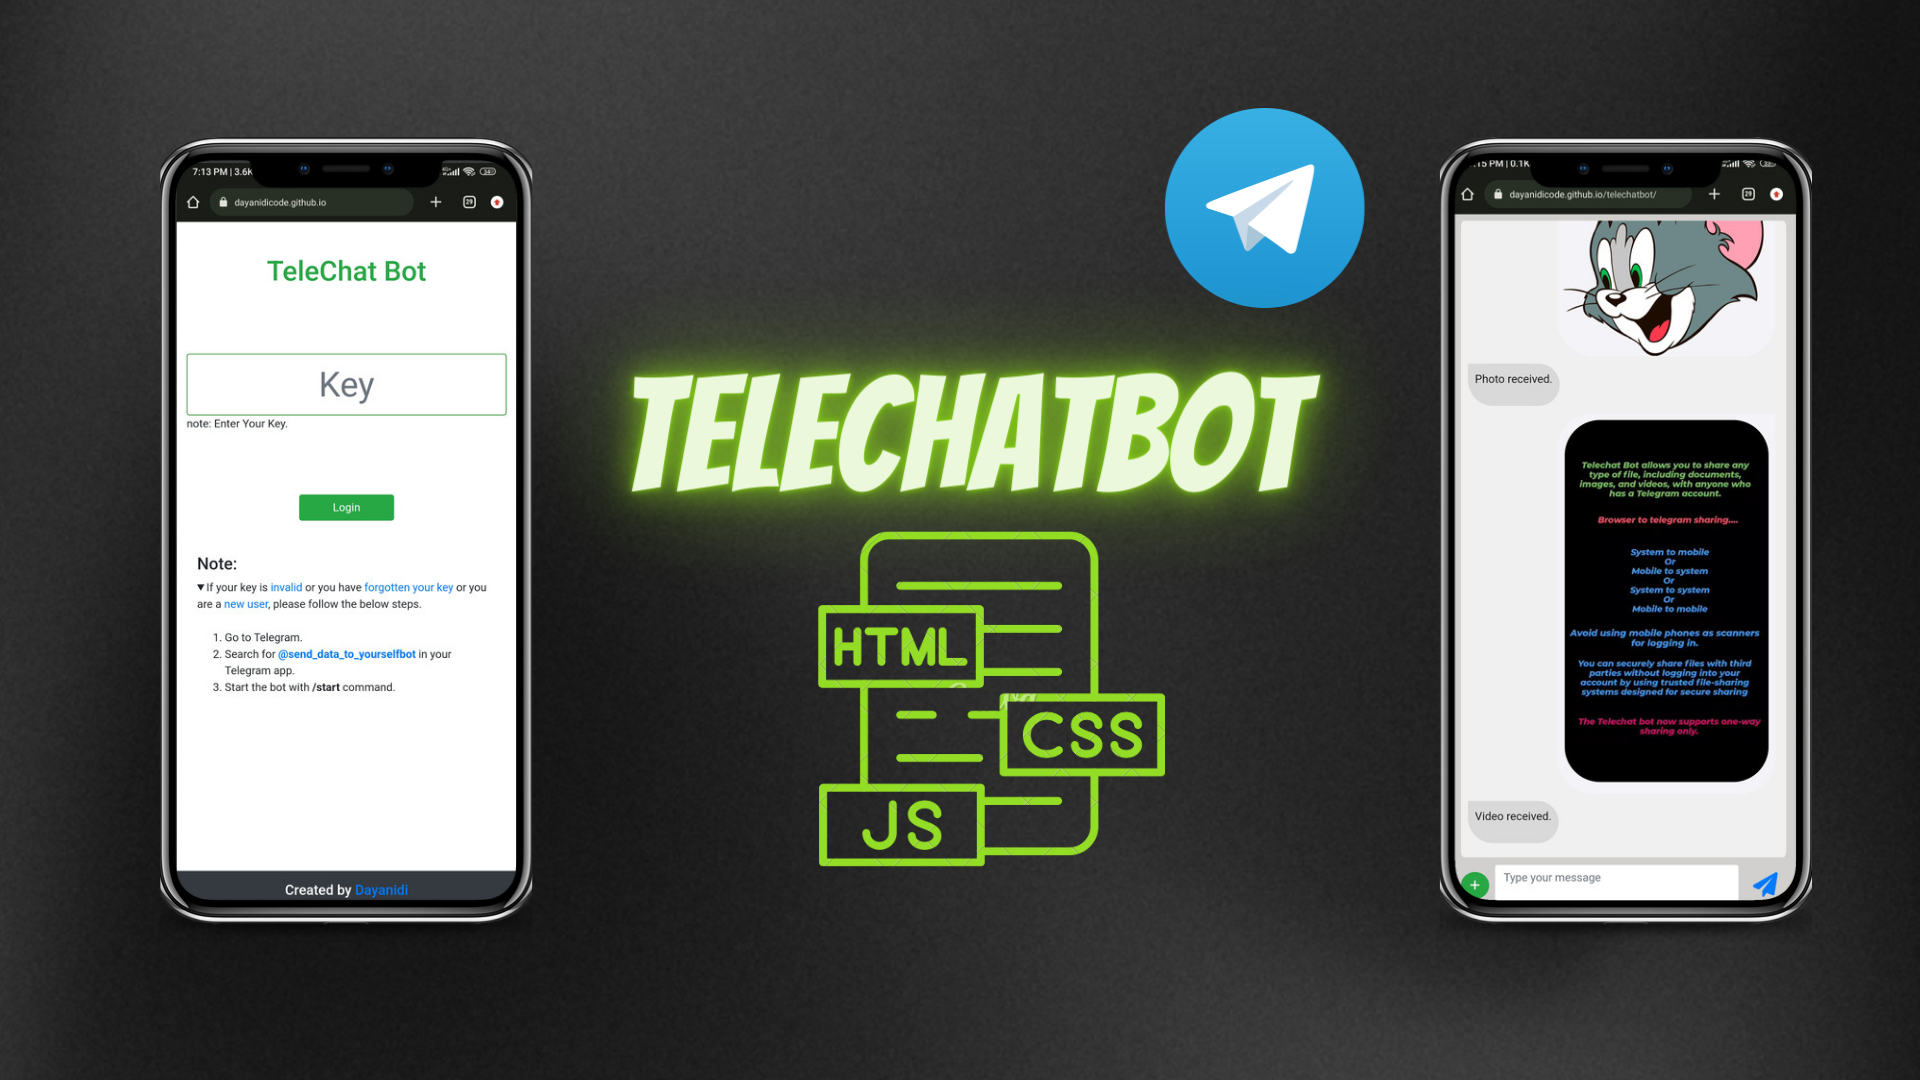 7:13 PM | 3.6K
29
dayanidicode.github.io
TeleChat Bot
Key
note: Enter Your Key.
Login
Note:
▼If your key is invalid or you have forgotten your key or you
are a new user, please follow the below steps.
1. Go to Telegram.
2. Search for @send_data_to_yourselfbot in your
Telegram app.
3. Start the bot with /start command.
Created by Dayanidi
TELECHATBOT
HTML
CSS
JS
:15 PM | 0.1K
dayanidicode.github.io/telechatbot/
29
Photo received.
Telechat Bot allows you to share any
type of file, including documents,
images, and videos, with anyone who
has a Telegram account.
Browser to telegram sharing....
System to mobile
Or
Mobile to system
Or
System to system
Or
Mobile to mobile
Avoid using mobile phones as scanners
for logging in.
You can securely share files with third
parties without logging into your
account by using trusted file-sharing
systems designed for secure sharing
The Telechat bot now supports one-way
sharing only.
Video received.
Type your message